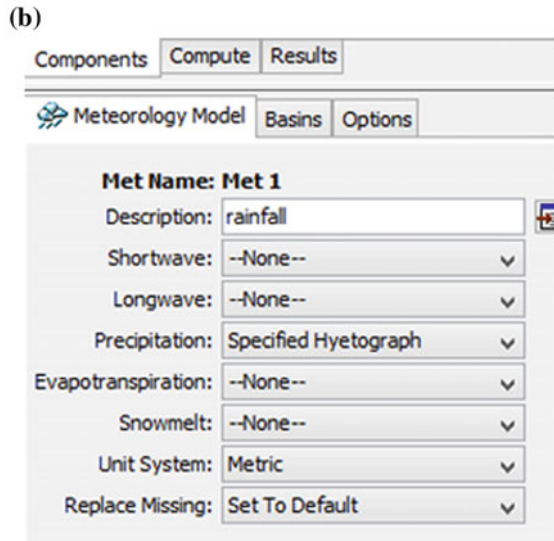 (b)
Components Compute Results
Meteorology Model Basins Options
Met Name: Met 1
Description: rainfall
Shortwave: --None--
Longwave: --None--
Precipitation: Specified Hyetograph
Evapotranspiration: --None--
Snowmelt: --None--
Unit System: Metric
Replace Missing: Set To Default